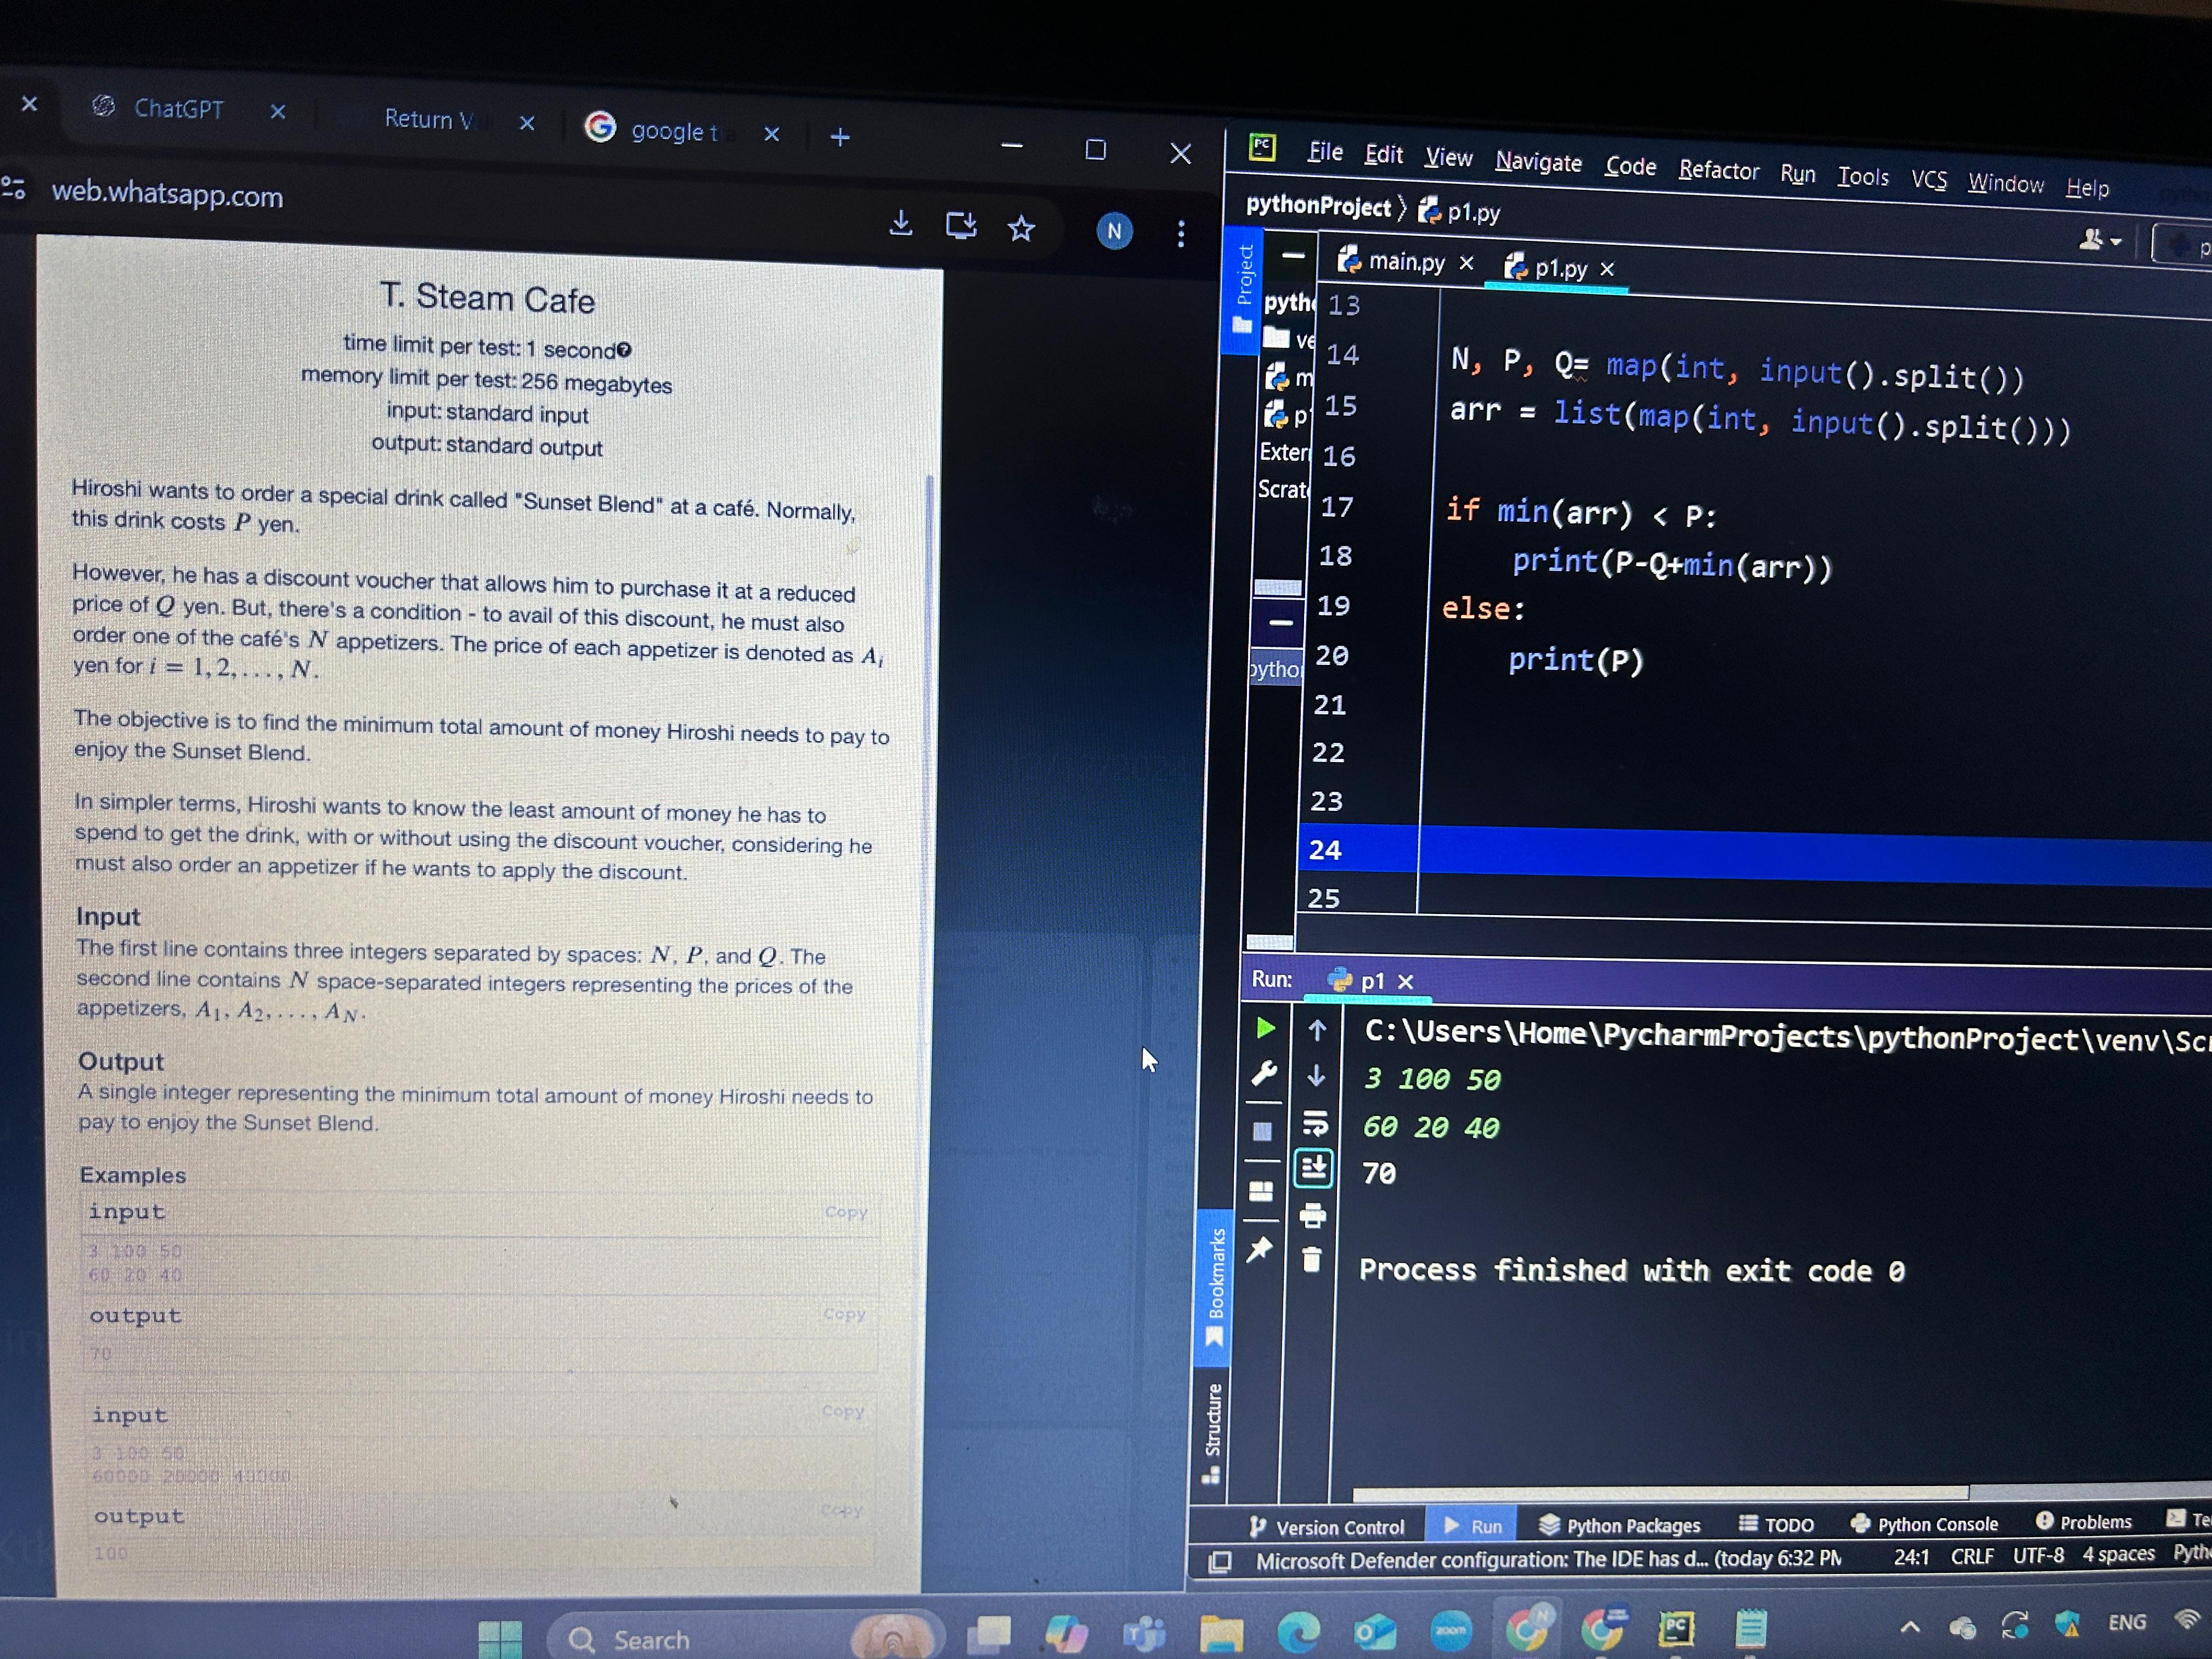 ChatGPT
Return V
google t
web.whatsapp.com
N
T. Steam Cafe
time limit per test: 1 second
memory limit per test: 256 megabytes
input: standard input
output: standard output
Hiroshi wants to order a special drink called "Sunset Blend" at a café. Normally,
this drink costs P yen.
However, he has a discount voucher that allows him to purchase it at a reduced
price of Q yen. But, there's a condition - to avail of this discount, he must also
order one of the café's N appetizers. The price of each appetizer is denoted as Aᵢ
yen for i = 1, 2, . . . , N.
The objective is to find the minimum total amount of money Hiroshi needs to pay to
enjoy the Sunset Blend.
In simpler terms, Hiroshi wants to know the least amount of money he has to
spend to get the drink, with or without using the discount voucher, considering he
must also order an appetizer if he wants to apply the discount.
Input
The first line contains three integers separated by spaces: N, P, and Q. The
second line contains N space-separated integers representing the prices of the
appetizers, A₁, A₂, . . . , A_N.
Output
A single integer representing the minimum total amount of money Hiroshi needs to
pay to enjoy the Sunset Blend.
Examples
input
Copy
3 100 50
60 20 40
output
Copy
70
input
Copy
3 100 50
60000 20000 40000
output
Copy
100
PC
File Edit View Navigate Code Refactor Run Tools VCS Window Help
pythonProject p1.py
main.py p1.py
Project
pyth
ve
m
p
Exter
Scrat
13
14 N, P, Q= map(int, input().split())
15 arr = list(map(int, input().split()))
16
17 if min(arr) < P:
18 print(P-Q+min(arr))
19 else:
20 print(P)
21
22
23
24
25
Run: p1
C:\Users\Home\PycharmProjects\pythonProject\venv\Scr
3 100 50
60 20 40
70
Process finished with exit code 0
Bookmarks
Structure
Version Control Run Python Packages TODO Python Console Problems Te
Microsoft Defender configuration: The IDE has d... (today 6:32 PM 24:1 CRLF UTF-8 4 spaces Pyth
Search
zoom
PC
ENG